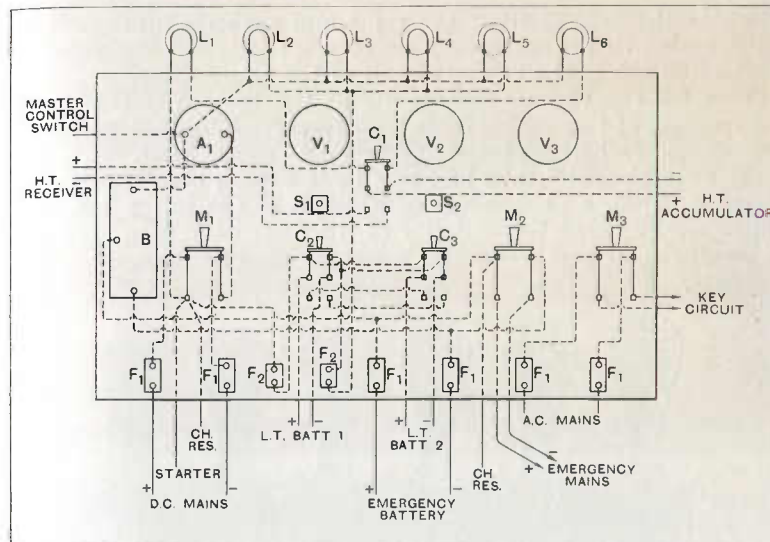 L1 L2 L3 L4 L5 L6
MASTER
CONTROL
SWITCH
A1 V1 C1 V2 V3
+
H.T.
RECEIVER
−
−
+ H.T.
ACCUMULATOR
S1 S2
B M1 C2 C3 M2 M3
KEY
CIRCUIT
F1 F1 F2 F2 F1 F1 F1 F1
CH.
RES.
STARTER
+ −
D.C. MAINS
+ −
L.T. BATT 1
+ −
L.T.
BATT 2
+ −
EMERGENCY
BATTERY
CH.
RES.
A.C. MAINS
−
+ EMERGENCY
MAINS